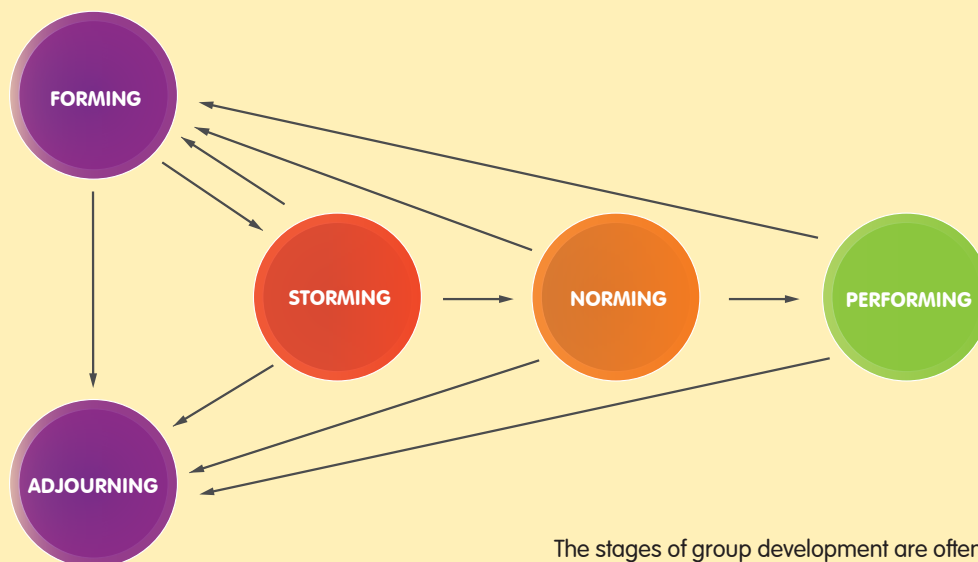 FORMING
STORMING
NORMING
PERFORMING
ADJOURNING
The stages of group development are often